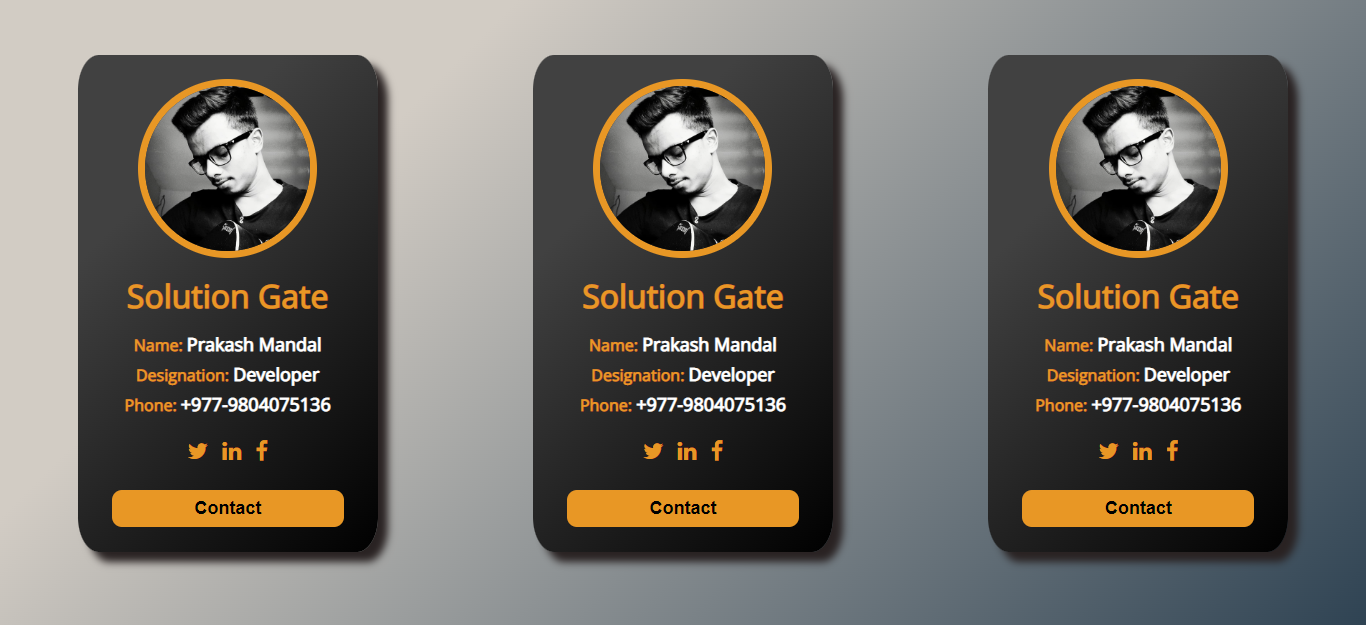 Solution Gate
Name: Prakash Mandal
Designation: Developer
Phone: +977-9804075136
Contact
Solution Gate
Name: Prakash Mandal
Designation: Developer
Phone: +977-9804075136
Contact
Solution Gate
Name: Prakash Mandal
Designation: Developer
Phone: +977-9804075136
Contact